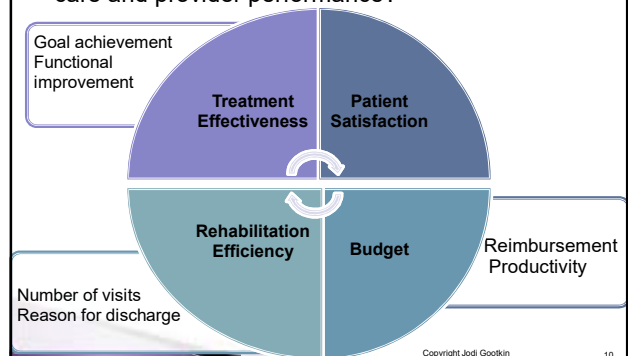 care and provider performance?
Goal achievement
Functional
improvement
Treatment
Effectiveness
Patient
Satisfaction
Rehabilitation
Efficiency
Budget
Reimbursement
Productivity
Number of visits
Reason for discharge
Copyright Jodi Gootkin
10